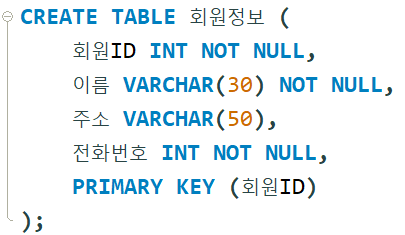 CREATE TABLE 회원정보 (
회원ID INT NOT NULL,
이름 VARCHAR(30) NOT NULL,
주소 VARCHAR(50),
전화번호 INT NOT NULL,
PRIMARY KEY (회원ID)
);